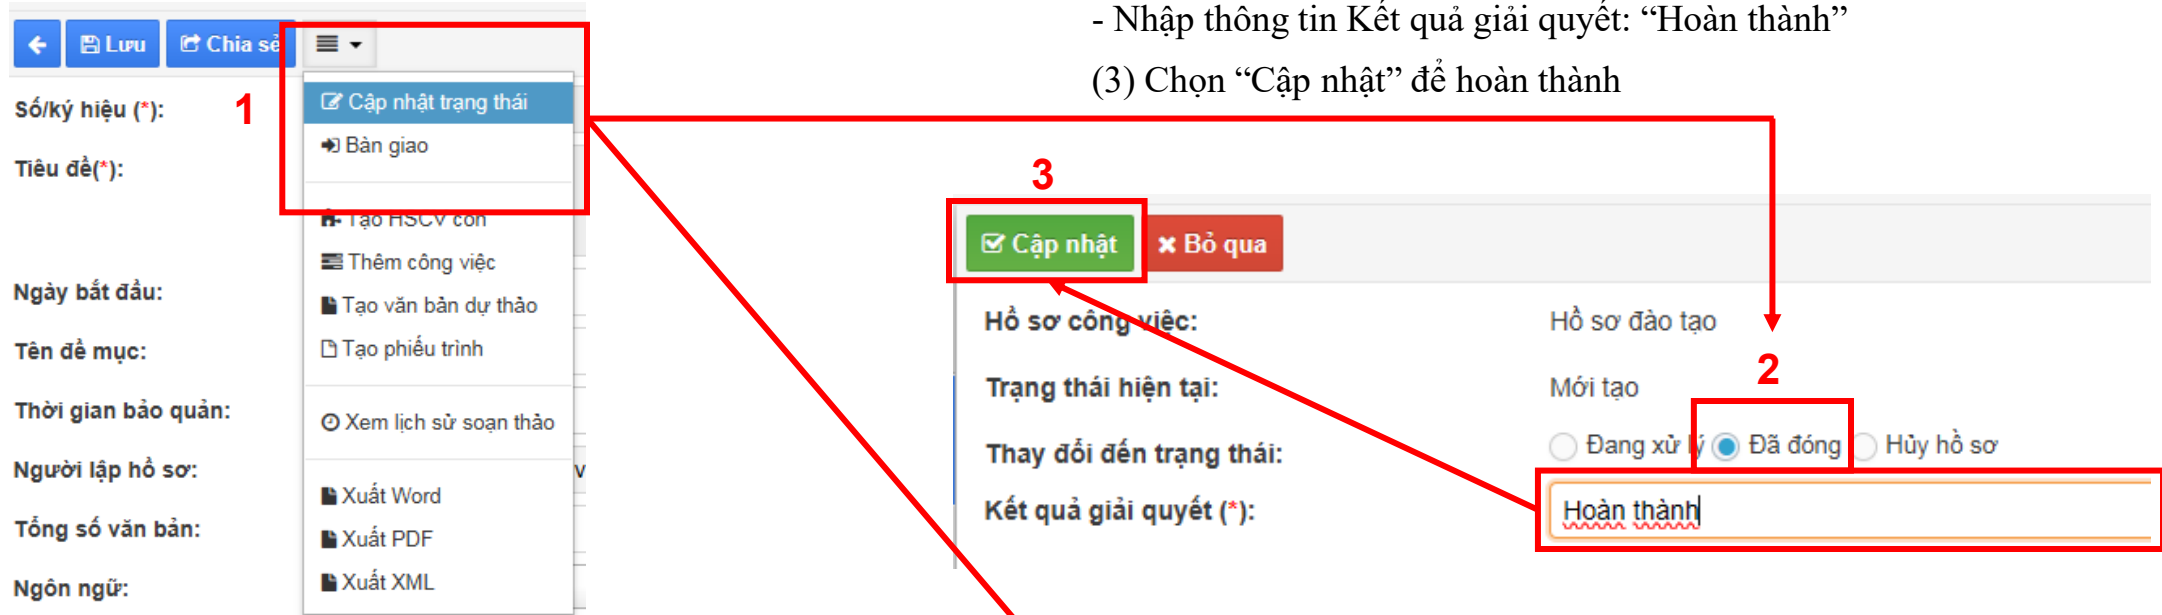 - Nhập thông tin Kết quả giải quyết: “Hoàn thành”
(3) Chọn “Cập nhật” để hoàn thành
Lưu Chia sẻ
1
Cập nhật trạng thái
Bàn giao
Tạo HSCV con
Thêm công việc
Tạo văn bản dự thảo
Tạo phiếu trình
Xem lịch sử soạn thảo
Xuất Word
Xuất PDF
Xuất XML
Số/ký hiệu (*):
Tiêu đề(*):
Ngày bắt đầu:
Tên đề mục:
Thời gian bảo quản:
Người lập hồ sơ:
Tổng số văn bản:
Ngôn ngữ:
3
Cập nhật Bỏ qua
Hồ sơ công việc: Hồ sơ đào tạo
2
Trạng thái hiện tại: Mới tạo
Thay đổi đến trạng thái: Đang xử lý Đã đóng Hủy hồ sơ
Kết quả giải quyết (*): Hoàn thành